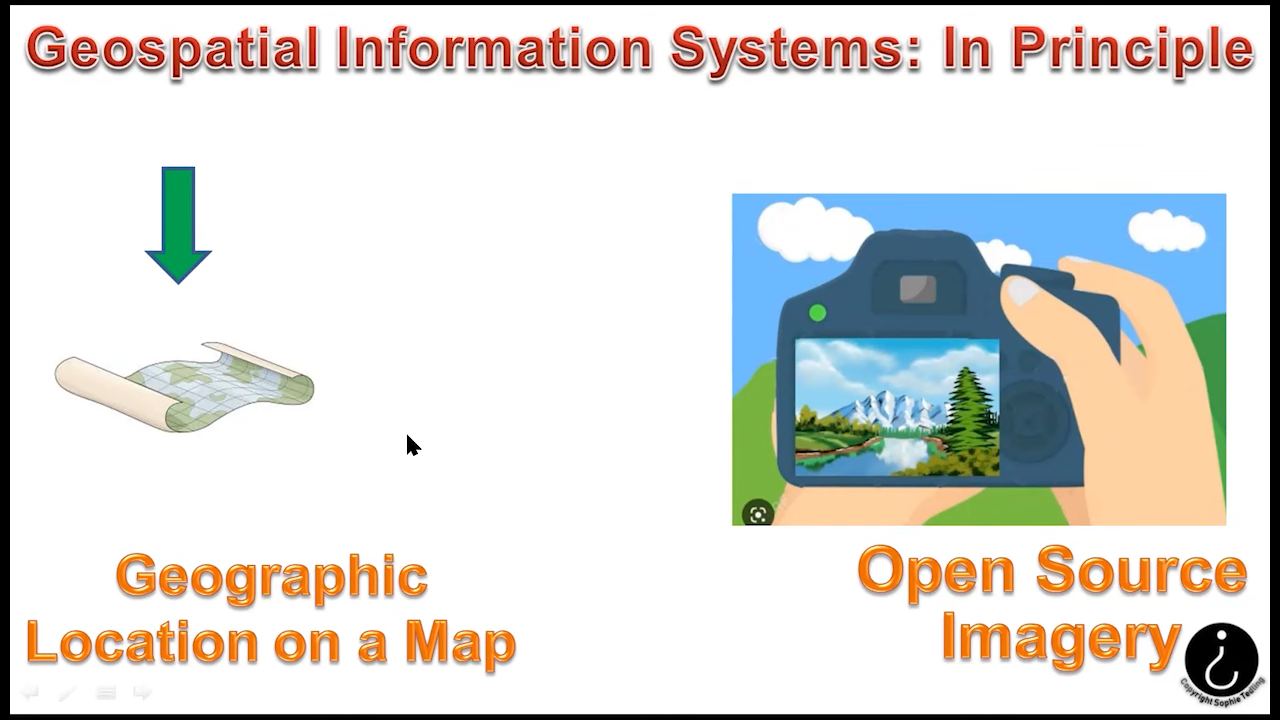 Geospatial Information Systems: In Principle
Geographic
Location on a Map
Open Source
Imagery
Copyright Sophie Tedling